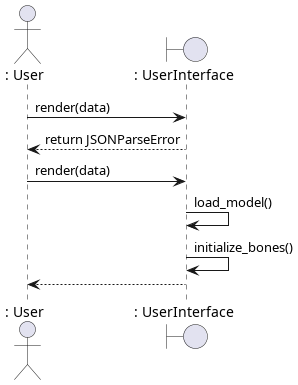 : User
: UserInterface
render(data)
return JSONParseError
render(data)
load_model()
initialize_bones()
: User
: UserInterface